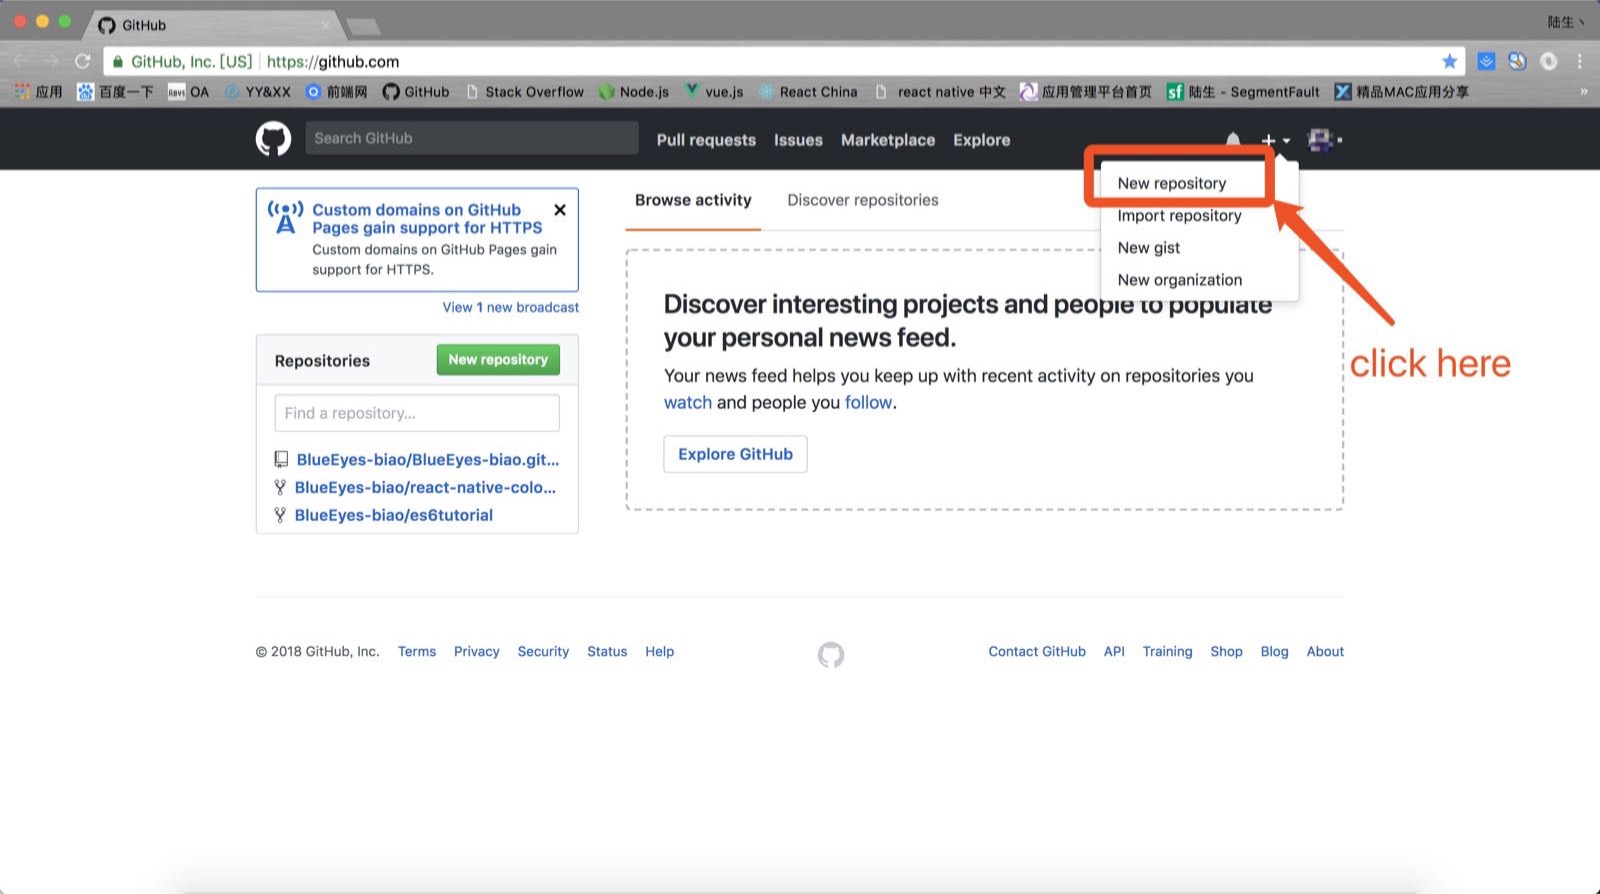 GitHub
陆生丶
GitHub, Inc. [US] https://github.com
应用 百度一下 OA YY&XX 前端网 GitHub Stack Overflow Node.js vue.js React China react native 中文 应用管理平台首页 陆生 - SegmentFault 精品MAC应用分享 »
Search GitHub Pull requests Issues Marketplace Explore
New repository
Import repository
New gist
New organization
click here
Custom domains on GitHub
Pages gain support for HTTPS
Custom domains on GitHub Pages gain
support for HTTPS.
View 1 new broadcast
Repositories New repository
Find a repository...
BlueEyes-biao/BlueEyes-biao.git...
BlueEyes-biao/react-native-colo...
BlueEyes-biao/es6tutorial
Browse activity Discover repositories
Discover interesting projects and people to populate
your personal news feed.
Your news feed helps you keep up with recent activity on repositories you
watch and people you follow.
Explore GitHub
© 2018 GitHub, Inc. Terms Privacy Security Status Help Contact GitHub API Training Shop Blog About